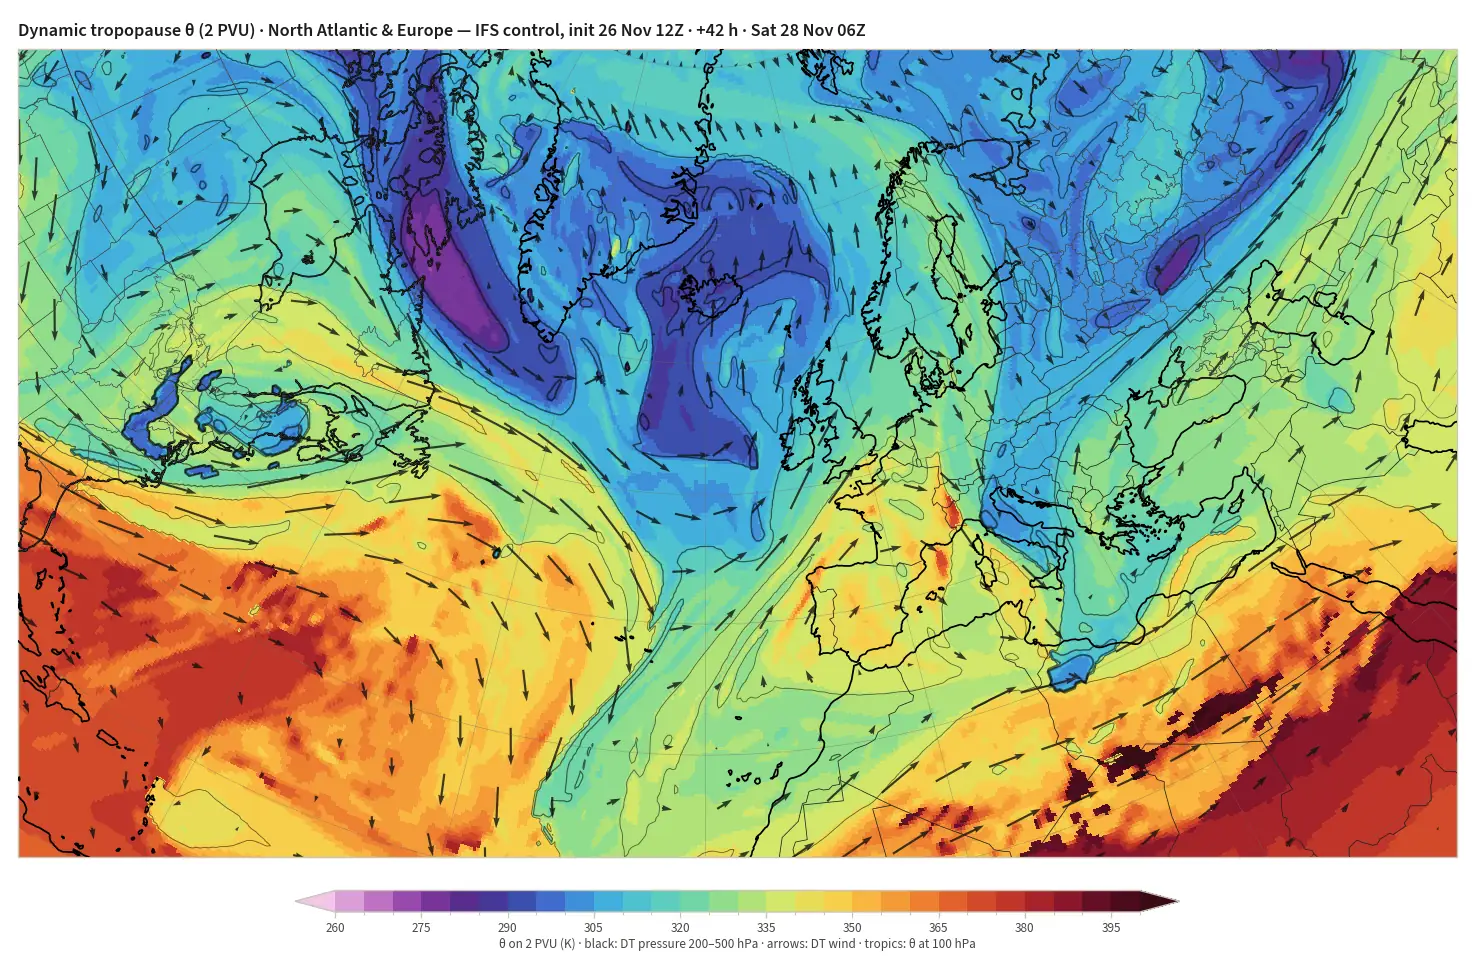 Dynamic tropopause θ (2 PVU) · North Atlantic & Europe — IFS control, init 26 Nov 12Z · +42 h · Sat 28 Nov 06Z
260 275 290 305 320 335 350 365 380 395
θ on 2 PVU (K) · black: DT pressure 200–500 hPa · arrows: DT wind · tropics: θ at 100 hPa